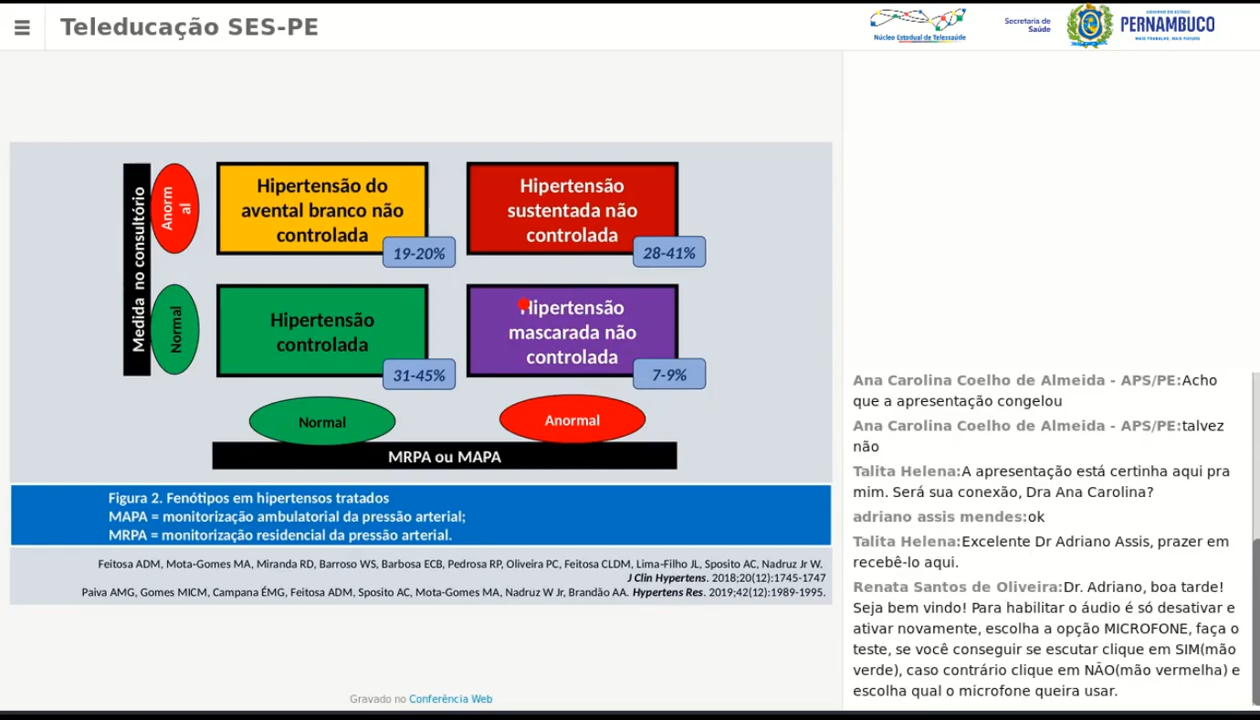 Teleducação SES-PE
Núcleo Estadual de Telessaúde
Secretaria de
Saúde
GOVERNO DO ESTADO
PERNAMBUCO
MAIS TRABALHO, MAIS FUTURO
Medida no consultório
Anorm
al
Hipertensão do
avental branco não
controlada
19-20%
Hipertensão
sustentada não
controlada
28-41%
Normal
Hipertensão
controlada
31-45%
Hipertensão
mascarada não
controlada
7-9%
Normal
Anormal
MRPA ou MAPA
Figura 2. Fenótipos em hipertensos tratados
MAPA = monitorização ambulatorial da pressão arterial;
MRPA = monitorização residencial da pressão arterial.
Feitosa ADM, Mota-Gomes MA, Miranda RD, Barroso WS, Barbosa ECB, Pedrosa RP, Oliveira PC, Feitosa CLDM, Lima-Filho JL, Sposito AC, Nadruz Jr W.
J Clin Hypertens. 2018;20(12):1745-1747
Paiva AMG, Gomes MICM, Campana ÉMG, Feitosa ADM, Sposito AC, Mota-Gomes MA, Nadruz W Jr, Brandão AA. Hypertens Res. 2019;42(12):1989-1995.
Gravado no Conferência Web
Ana Carolina Coelho de Almeida - APS/PE:Acho
que a apresentação congelou
Ana Carolina Coelho de Almeida - APS/PE:talvez
não
Talita Helena:A apresentação está certinha aqui pra
mim. Será sua conexão, Dra Ana Carolina?
adriano assis mendes:ok
Talita Helena:Excelente Dr Adriano Assis, prazer em
recebê-lo aqui.
Renata Santos de Oliveira:Dr. Adriano, boa tarde!
Seja bem vindo! Para habilitar o áudio é só desativar e
ativar novamente, escolha a opção MICROFONE, faça o
teste, se você conseguir se escutar clique em SIM(mão
verde), caso contrário clique em NÃO(mão vermelha) e
escolha qual o microfone queira usar.